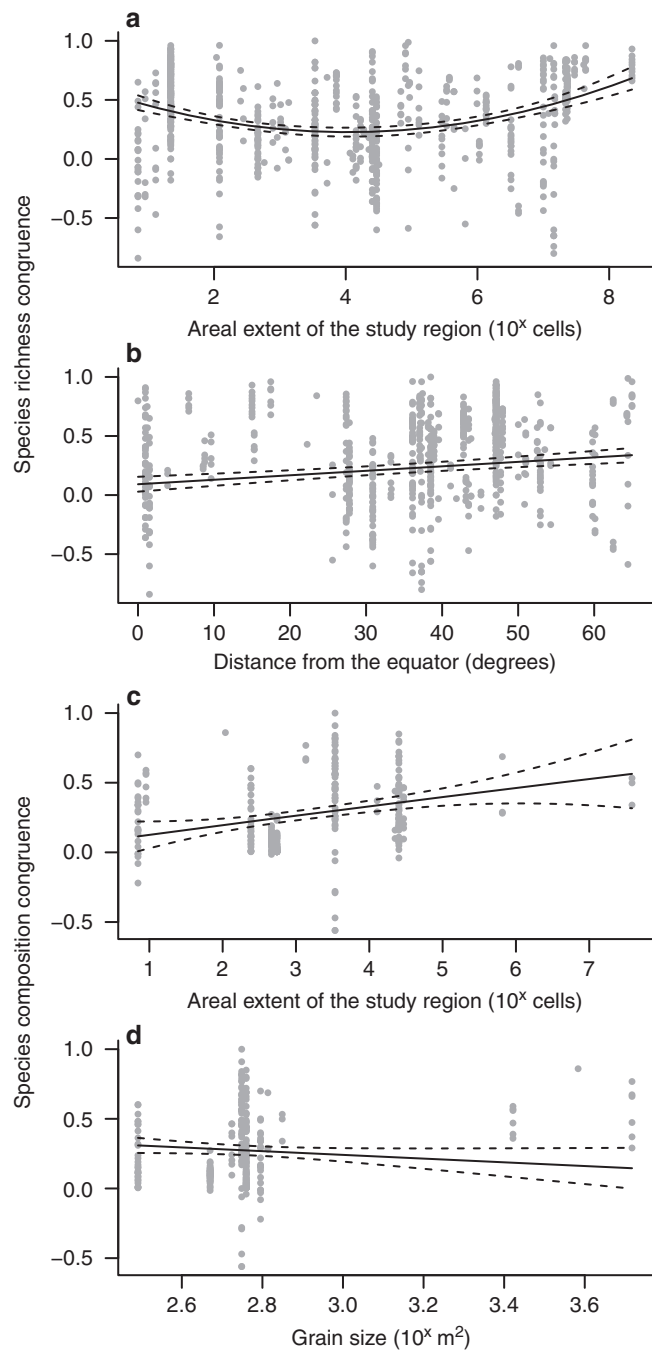 a
1.0
0.5
0.0
−0.5
2 4 6 8
Areal extent of the study region (10ˣ cells)
Species richness congruence
b
1.0
0.5
0.0
−0.5
0 10 20 30 40 50 60
Distance from the equator (degrees)
c
1.0
0.5
0.0
−0.5
1 2 3 4 5 6 7
Areal extent of the study region (10ˣ cells)
Species composition congruence
d
1.0
0.5
0.0
−0.5
2.6 2.8 3.0 3.2 3.4 3.6
Grain size (10ˣ m²)